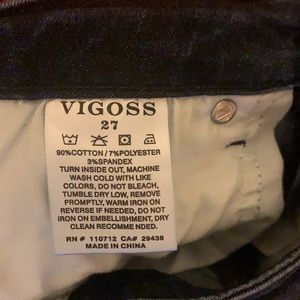 VIGOSS
27
90%COTTON / 7%POLYESTER
3%SPANDEX
TURN INSIDE OUT, MACHINE
WASH COLD WITH LIKE
COLORS, DO NOT BLEACH,
TUMBLE DRY LOW, REMOVE
PROMPTLY, WARM IRON ON
REVERSE IF NEEDED, DO NOT
IRON ON EMBELLISHMENT, DRY
CLEAN NOT RECOMMENDED.
RN # 110712 CA# 29438
MADE IN CHINA